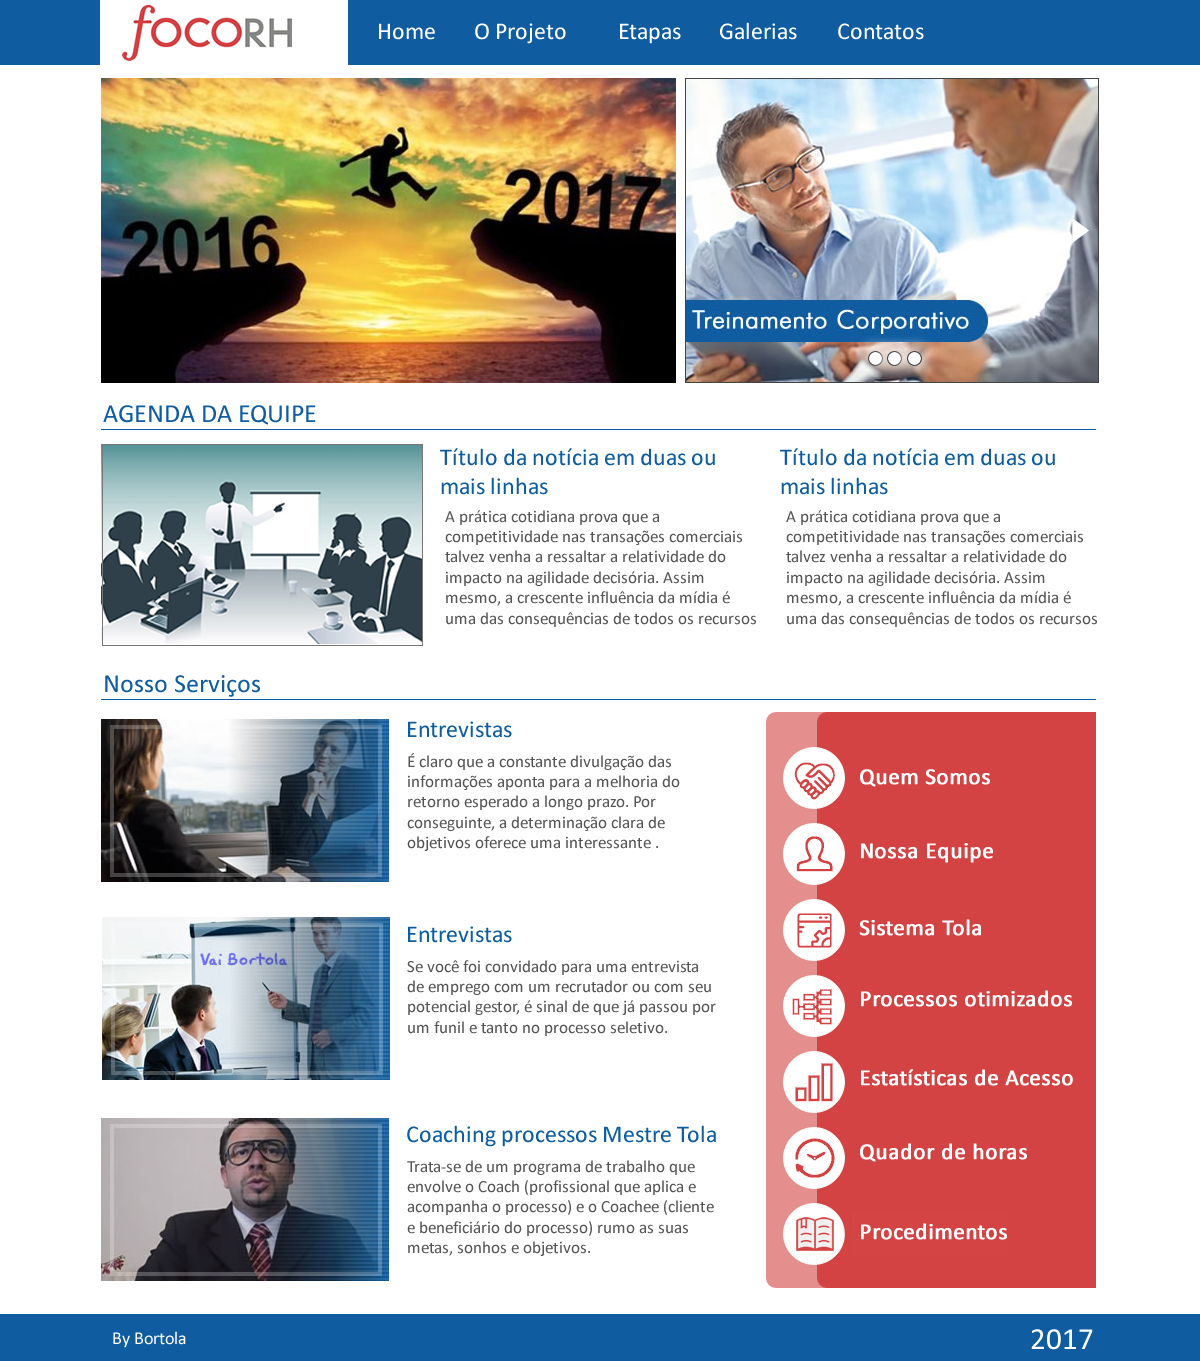 focoRH
Home
O Projeto
Etapas
Galerias
Contatos
2016
2017
Treinamento Corporativo
AGENDA DA EQUIPE
Título da notícia em duas ou
mais linhas
A prática cotidiana prova que a
competitividade nas transações comerciais
talvez venha a ressaltar a relatividade do
impacto na agilidade decisória. Assim
mesmo, a crescente influência da mídia é
uma das consequências de todos os recursos
Título da notícia em duas ou
mais linhas
A prática cotidiana prova que a
competitividade nas transações comerciais
talvez venha a ressaltar a relatividade do
impacto na agilidade decisória. Assim
mesmo, a crescente influência da mídia é
uma das consequências de todos os recursos
Nosso Serviços
Entrevistas
É claro que a constante divulgação das
informações aponta para a melhoria do
retorno esperado a longo prazo. Por
conseguinte, a determinação clara de
objetivos oferece uma interessante .
Vai Bortola
Entrevistas
Se você foi convidado para uma entrevista
de emprego com um recrutador ou com seu
potencial gestor, é sinal de que já passou por
um funil e tanto no processo seletivo.
Coaching processos Mestre Tola
Trata-se de um programa de trabalho que
envolve o Coach (profissional que aplica e
acompanha o processo) e o Coachee (cliente
e beneficiário do processo) rumo as suas
metas, sonhos e objetivos.
Quem Somos
Nossa Equipe
Sistema Tola
Processos otimizados
Estatísticas de Acesso
Quador de horas
Procedimentos
By Bortola
2017